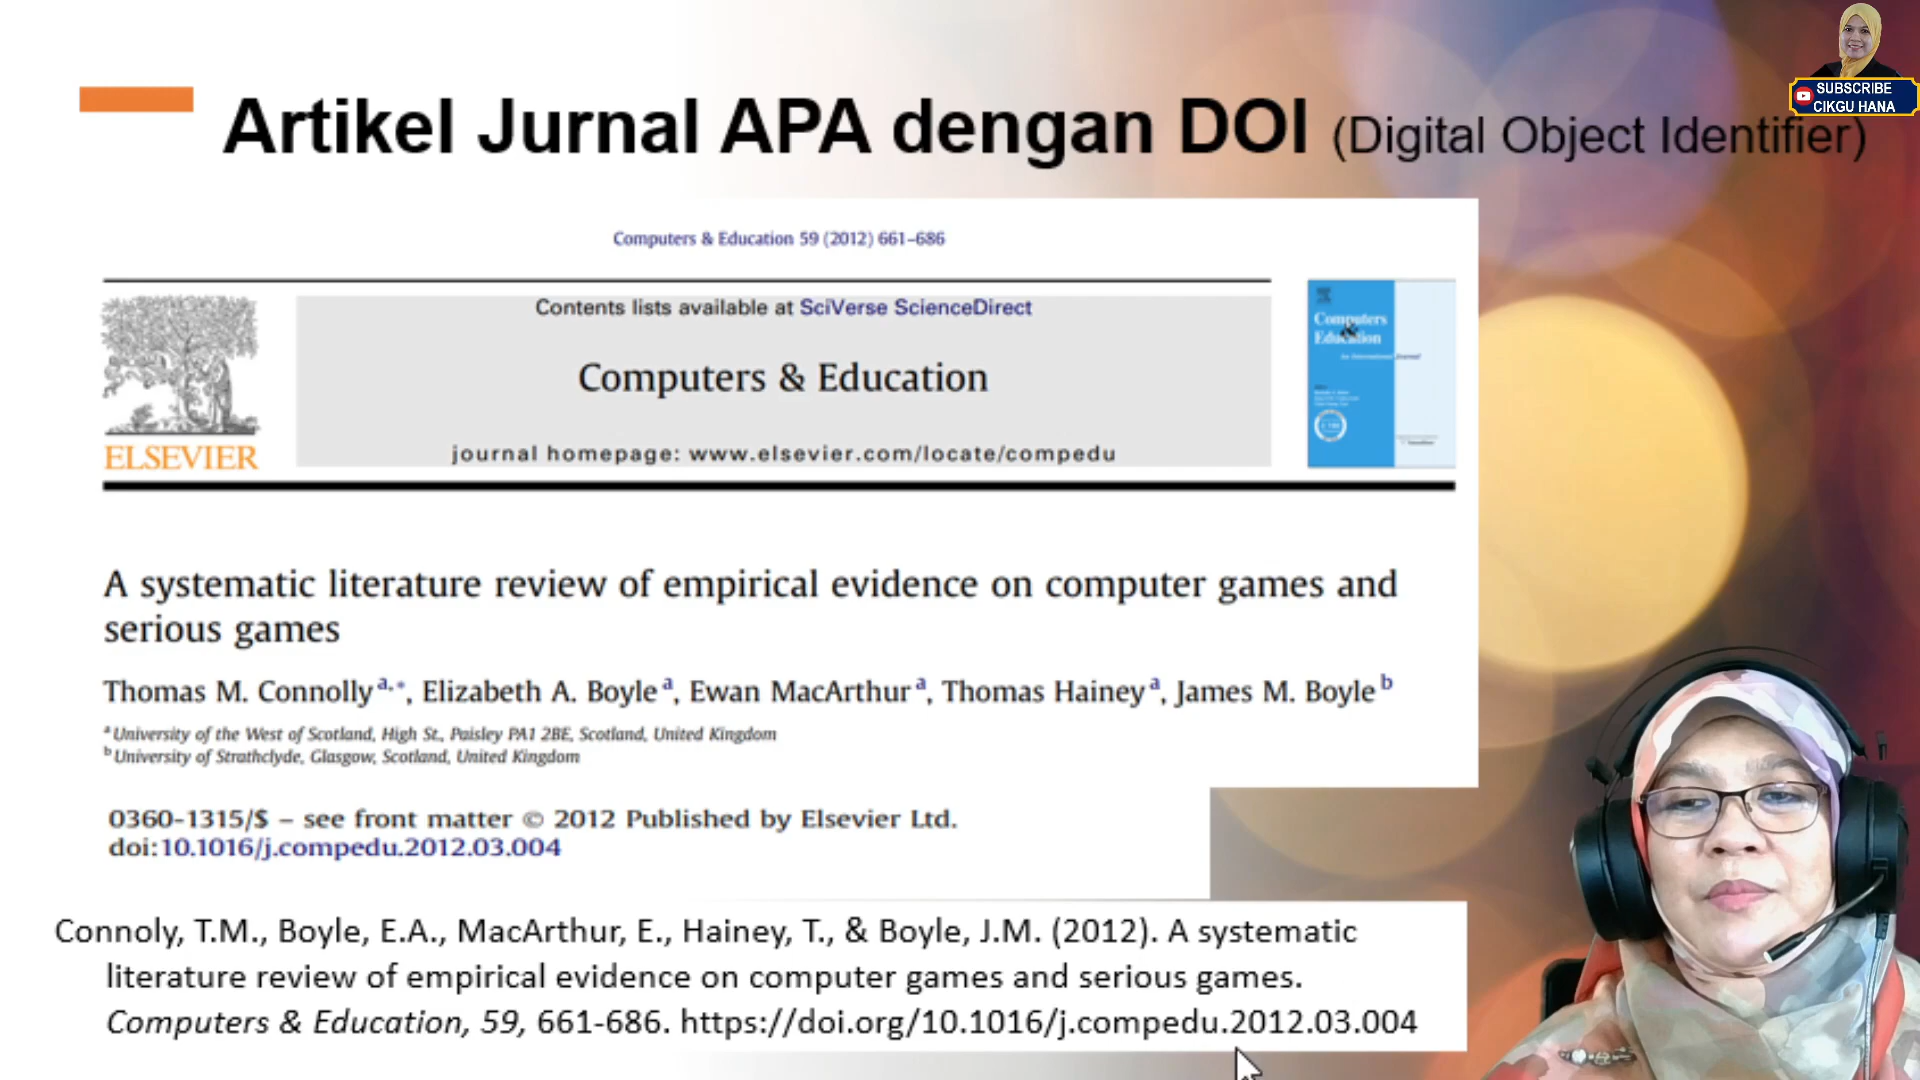 SUBSCRIBE
CIKGU HANA
Artikel Jurnal APA dengan DOI (Digital Object Identifier)
Computers & Education 59 (2012) 661–686
Contents lists available at SciVerse ScienceDirect
Computers & Education
journal homepage: www.elsevier.com/locate/compedu
ELSEVIER
Computers
&
Education
An International Journal
A systematic literature review of empirical evidence on computer games and
serious games
Thomas M. Connolly a,*, Elizabeth A. Boyle a, Ewan MacArthur a, Thomas Hainey a, James M. Boyle b
a University of the West of Scotland, High St., Paisley PA1 2BE, Scotland, United Kingdom
b University of Strathclyde, Glasgow, Scotland, United Kingdom
0360-1315/$ – see front matter © 2012 Published by Elsevier Ltd.
doi:10.1016/j.compedu.2012.03.004
Connoly, T.M., Boyle, E.A., MacArthur, E., Hainey, T., & Boyle, J.M. (2012). A systematic
literature review of empirical evidence on computer games and serious games.
Computers & Education, 59, 661-686. https://doi.org/10.1016/j.compedu.2012.03.004